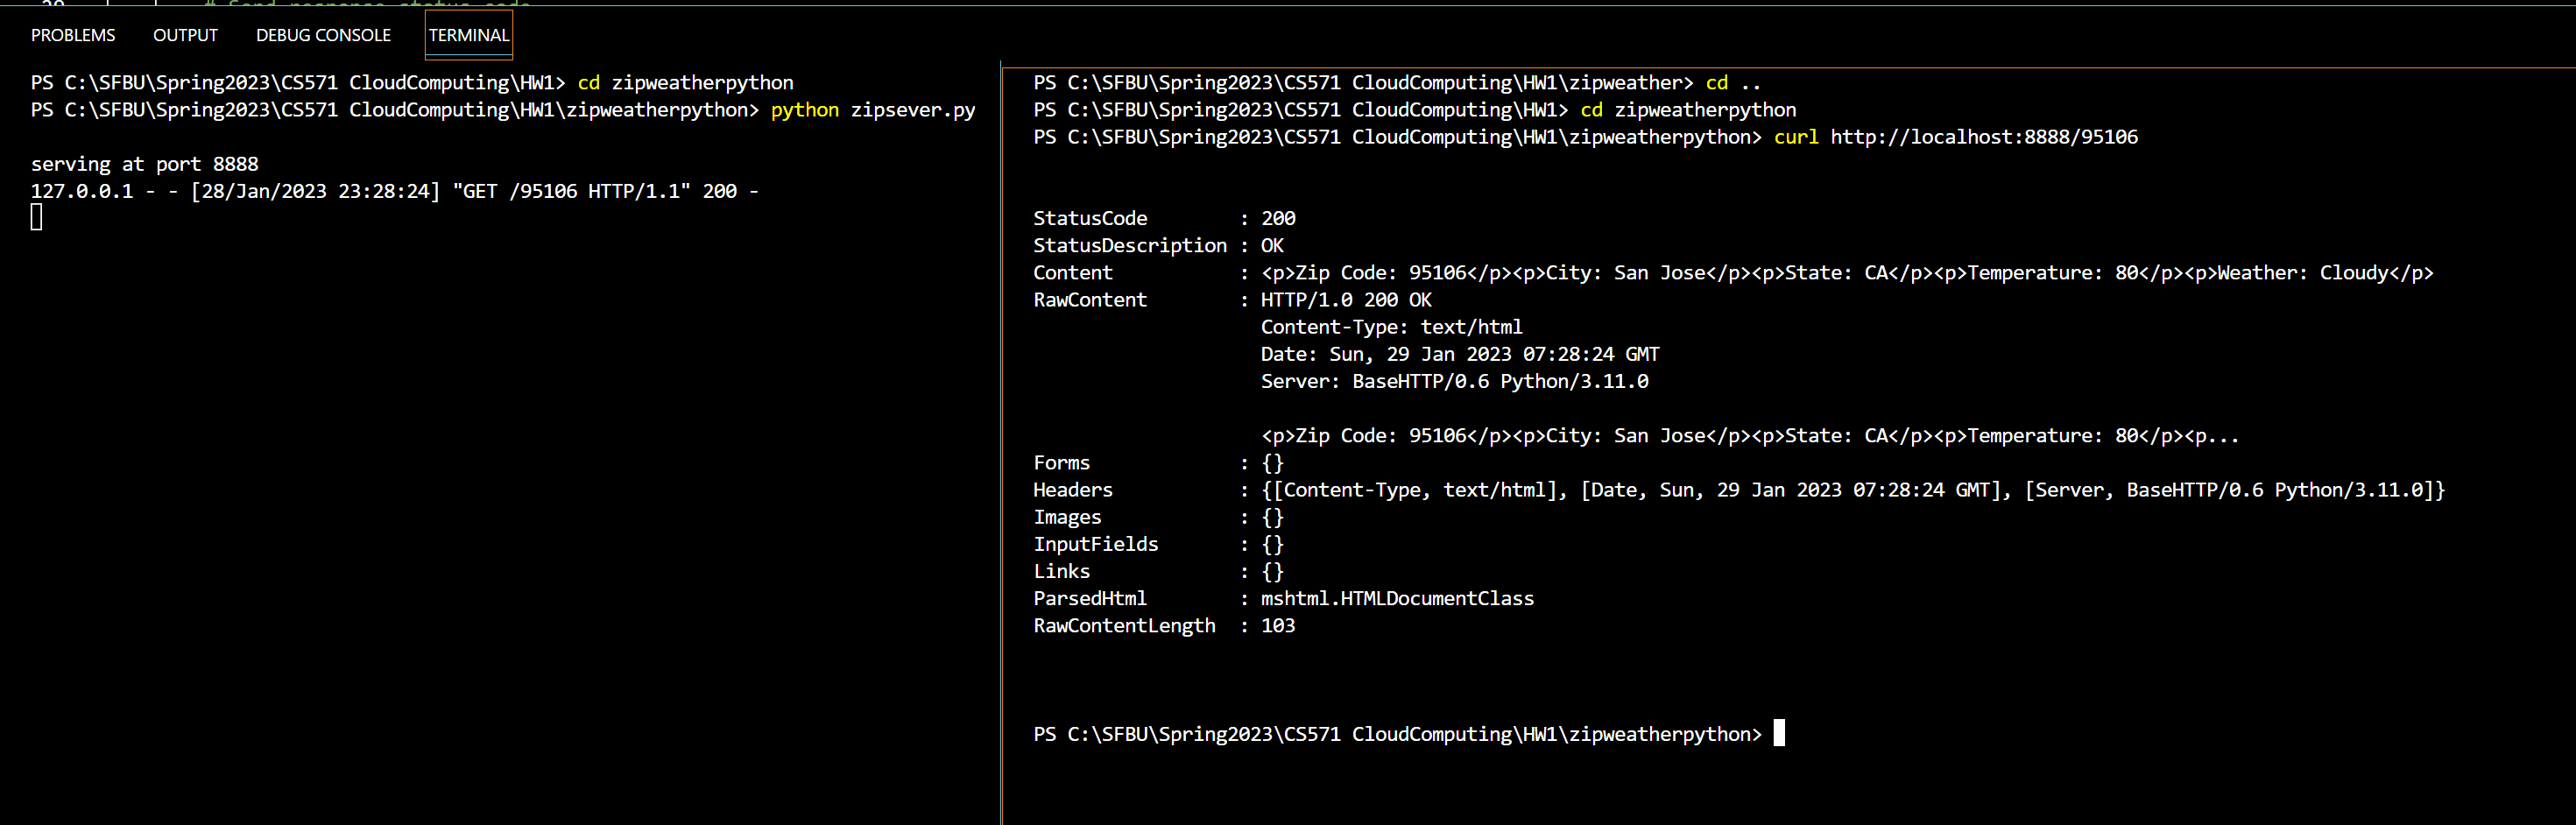 # Send response status code
PROBLEMS OUTPUT DEBUG CONSOLE TERMINAL
PS C:\SFBU\Spring2023\CS571 CloudComputing\HW1> cd zipweatherpython
PS C:\SFBU\Spring2023\CS571 CloudComputing\HW1\zipweatherpython> python zipsever.py
serving at port 8888
127.0.0.1 - - [28/Jan/2023 23:28:24] "GET /95106 HTTP/1.1" 200 -
PS C:\SFBU\Spring2023\CS571 CloudComputing\HW1\zipweather> cd ..
PS C:\SFBU\Spring2023\CS571 CloudComputing\HW1> cd zipweatherpython
PS C:\SFBU\Spring2023\CS571 CloudComputing\HW1\zipweatherpython> curl http://localhost:8888/95106
StatusCode : 200
StatusDescription : OK
Content : <p>Zip Code: 95106</p><p>City: San Jose</p><p>State: CA</p><p>Temperature: 80</p><p>Weather: Cloudy</p>
RawContent : HTTP/1.0 200 OK
Content-Type: text/html
Date: Sun, 29 Jan 2023 07:28:24 GMT
Server: BaseHTTP/0.6 Python/3.11.0
<p>Zip Code: 95106</p><p>City: San Jose</p><p>State: CA</p><p>Temperature: 80</p><p...
Forms : {}
Headers : {[Content-Type, text/html], [Date, Sun, 29 Jan 2023 07:28:24 GMT], [Server, BaseHTTP/0.6 Python/3.11.0]}
Images : {}
InputFields : {}
Links : {}
ParsedHtml : mshtml.HTMLDocumentClass
RawContentLength : 103
PS C:\SFBU\Spring2023\CS571 CloudComputing\HW1\zipweatherpython>